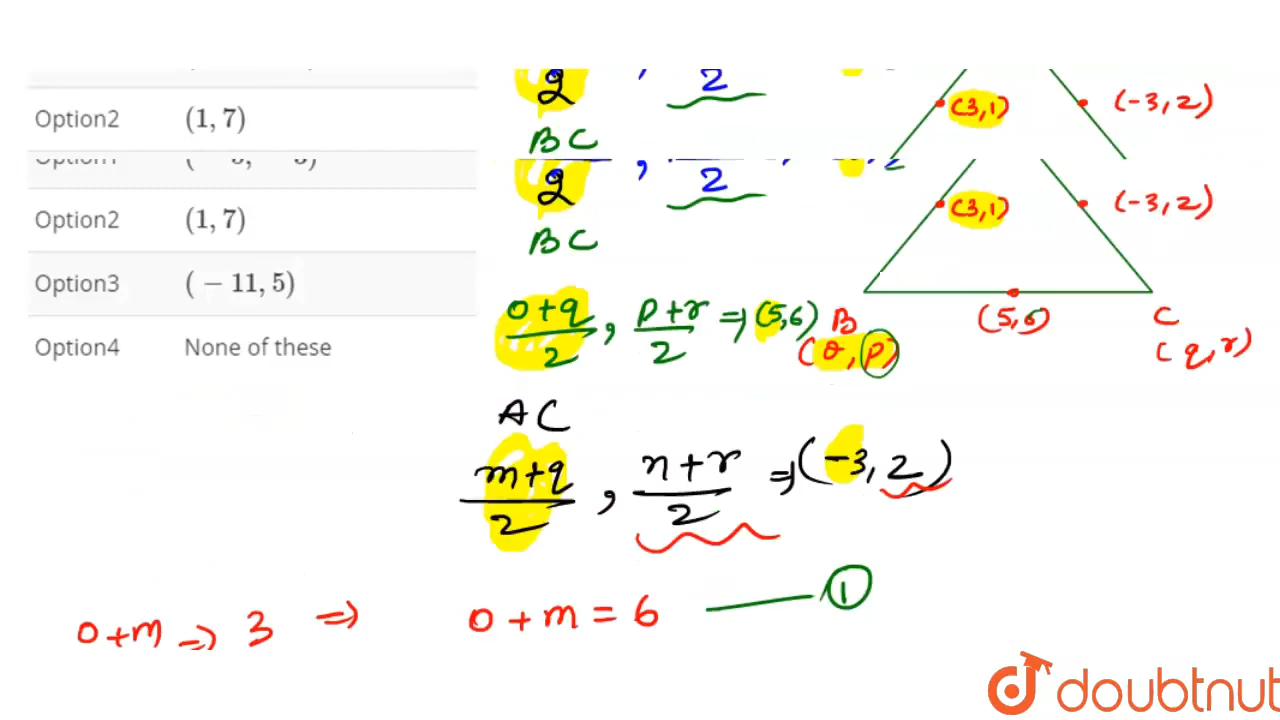 2 , 2
(3,1) (-3,2)
Option2 (1, 7)
BC
2 , 2
(3,1) (-3,2)
Option2 (1, 7)
BC
Option3 (- 11, 5)
o+q/2 , p+r/2 ⇒ (5,6) B (5,6) C
Option4 None of these
(o, p) (q, r)
AC
m+q/2 , n+r/2 ⇒ (-3, 2)
o+m ⇒ 3 ⇒ o + m = 6 —— ①
doubtnut